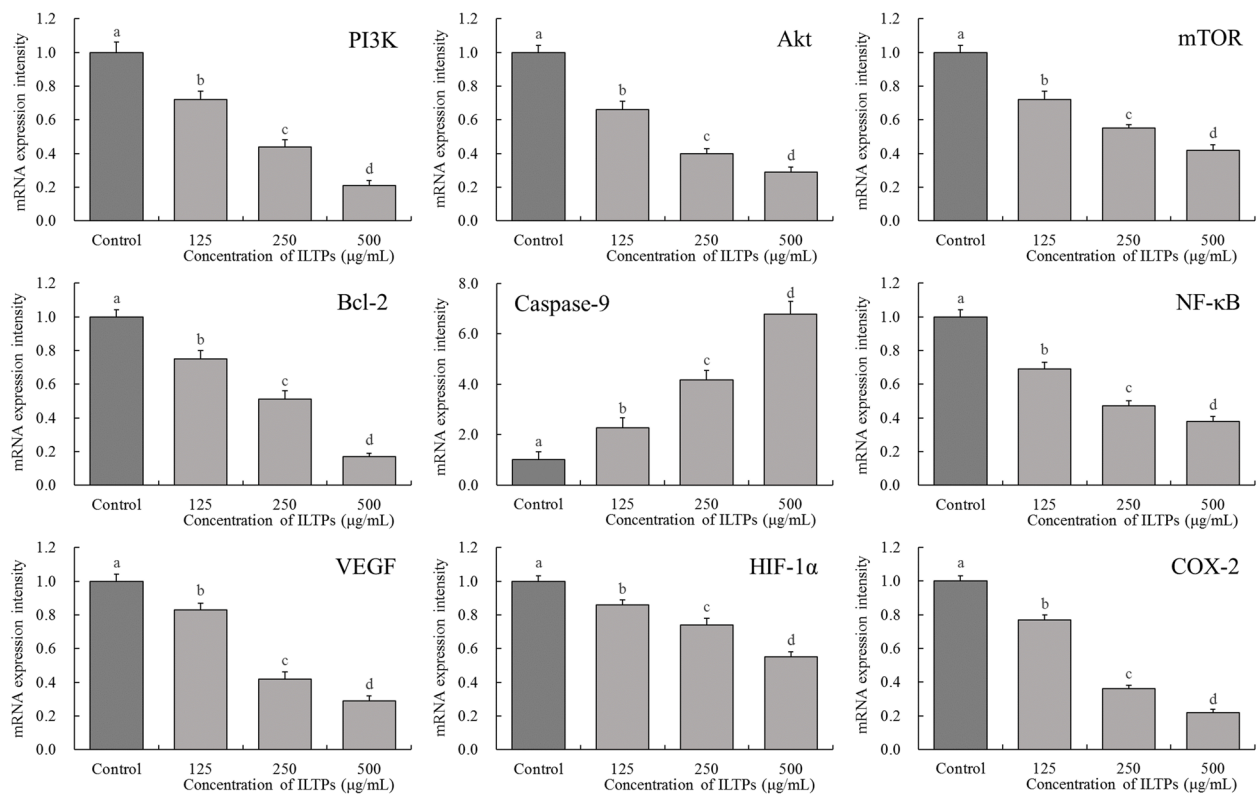 PI3K
mRNA expression intensity
1.2
1.0
0.8
0.6
0.4
0.2
0.0
a
b
c
d
Control 125 250 500
Concentration of ILTPs (μg/mL)
Akt
mRNA expression intensity
1.2
1.0
0.8
0.6
0.4
0.2
0.0
a
b
c
d
Control 125 250 500
Concentration of ILTPs (μg/mL)
mTOR
mRNA expression intensity
1.2
1.0
0.8
0.6
0.4
0.2
0.0
a
b
c
d
Control 125 250 500
Concentration of ILTPs (μg/mL)
Bcl-2
mRNA expression intensity
1.2
1.0
0.8
0.6
0.4
0.2
0.0
a
b
c
d
Control 125 250 500
Concentration of ILTPs (μg/mL)
Caspase-9
mRNA expression intensity
8.0
6.0
4.0
2.0
0.0
a
b
c
d
Control 125 250 500
Concentration of ILTPs (μg/mL)
NF-κB
mRNA expression intensity
1.2
1.0
0.8
0.6
0.4
0.2
0.0
a
b
c
d
Control 125 250 500
Concentration of ILTPs (μg/mL)
VEGF
mRNA expression intensity
1.2
1.0
0.8
0.6
0.4
0.2
0.0
a
b
c
d
Control 125 250 500
Concentration of ILTPs (μg/mL)
HIF-1α
mRNA expression intensity
1.2
1.0
0.8
0.6
0.4
0.2
0.0
a
b
c
d
Control 125 250 500
Concentration of ILTPs (μg/mL)
COX-2
mRNA expression intensity
1.2
1.0
0.8
0.6
0.4
0.2
0.0
a
b
c
d
Control 125 250 500
Concentration of ILTPs (μg/mL)